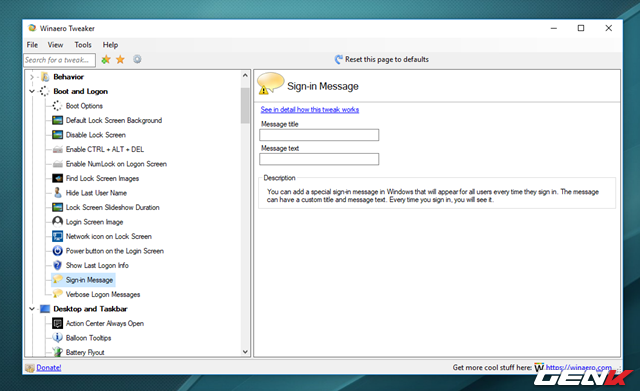 Winaero Tweaker
File View Tools Help
Search for a tweak...
Reset this page to defaults
Behavior
Boot and Logon
Boot Options
Default Lock Screen Background
Disable Lock Screen
Enable CTRL + ALT + DEL
Enable NumLock on Logon Screen
Find Lock Screen Images
Hide Last User Name
Lock Screen Slideshow Duration
Login Screen Image
Network icon on Lock Screen
Power button on the Login Screen
Show Last Logon Info
Sign-in Message
Verbose Logon Messages
Desktop and Taskbar
Action Center Always Open
Balloon Tooltips
Battery Flyout
Sign-in Message
See in detail how this tweak works
Message title
Message text
Description
You can add a special sign-in message in Windows that will appear for all users every time they sign in. The message
can have a custom title and message text. Every time you sign in, you will see it.
Donate!
Get more cool stuff here: W https://winaero.com
GENK